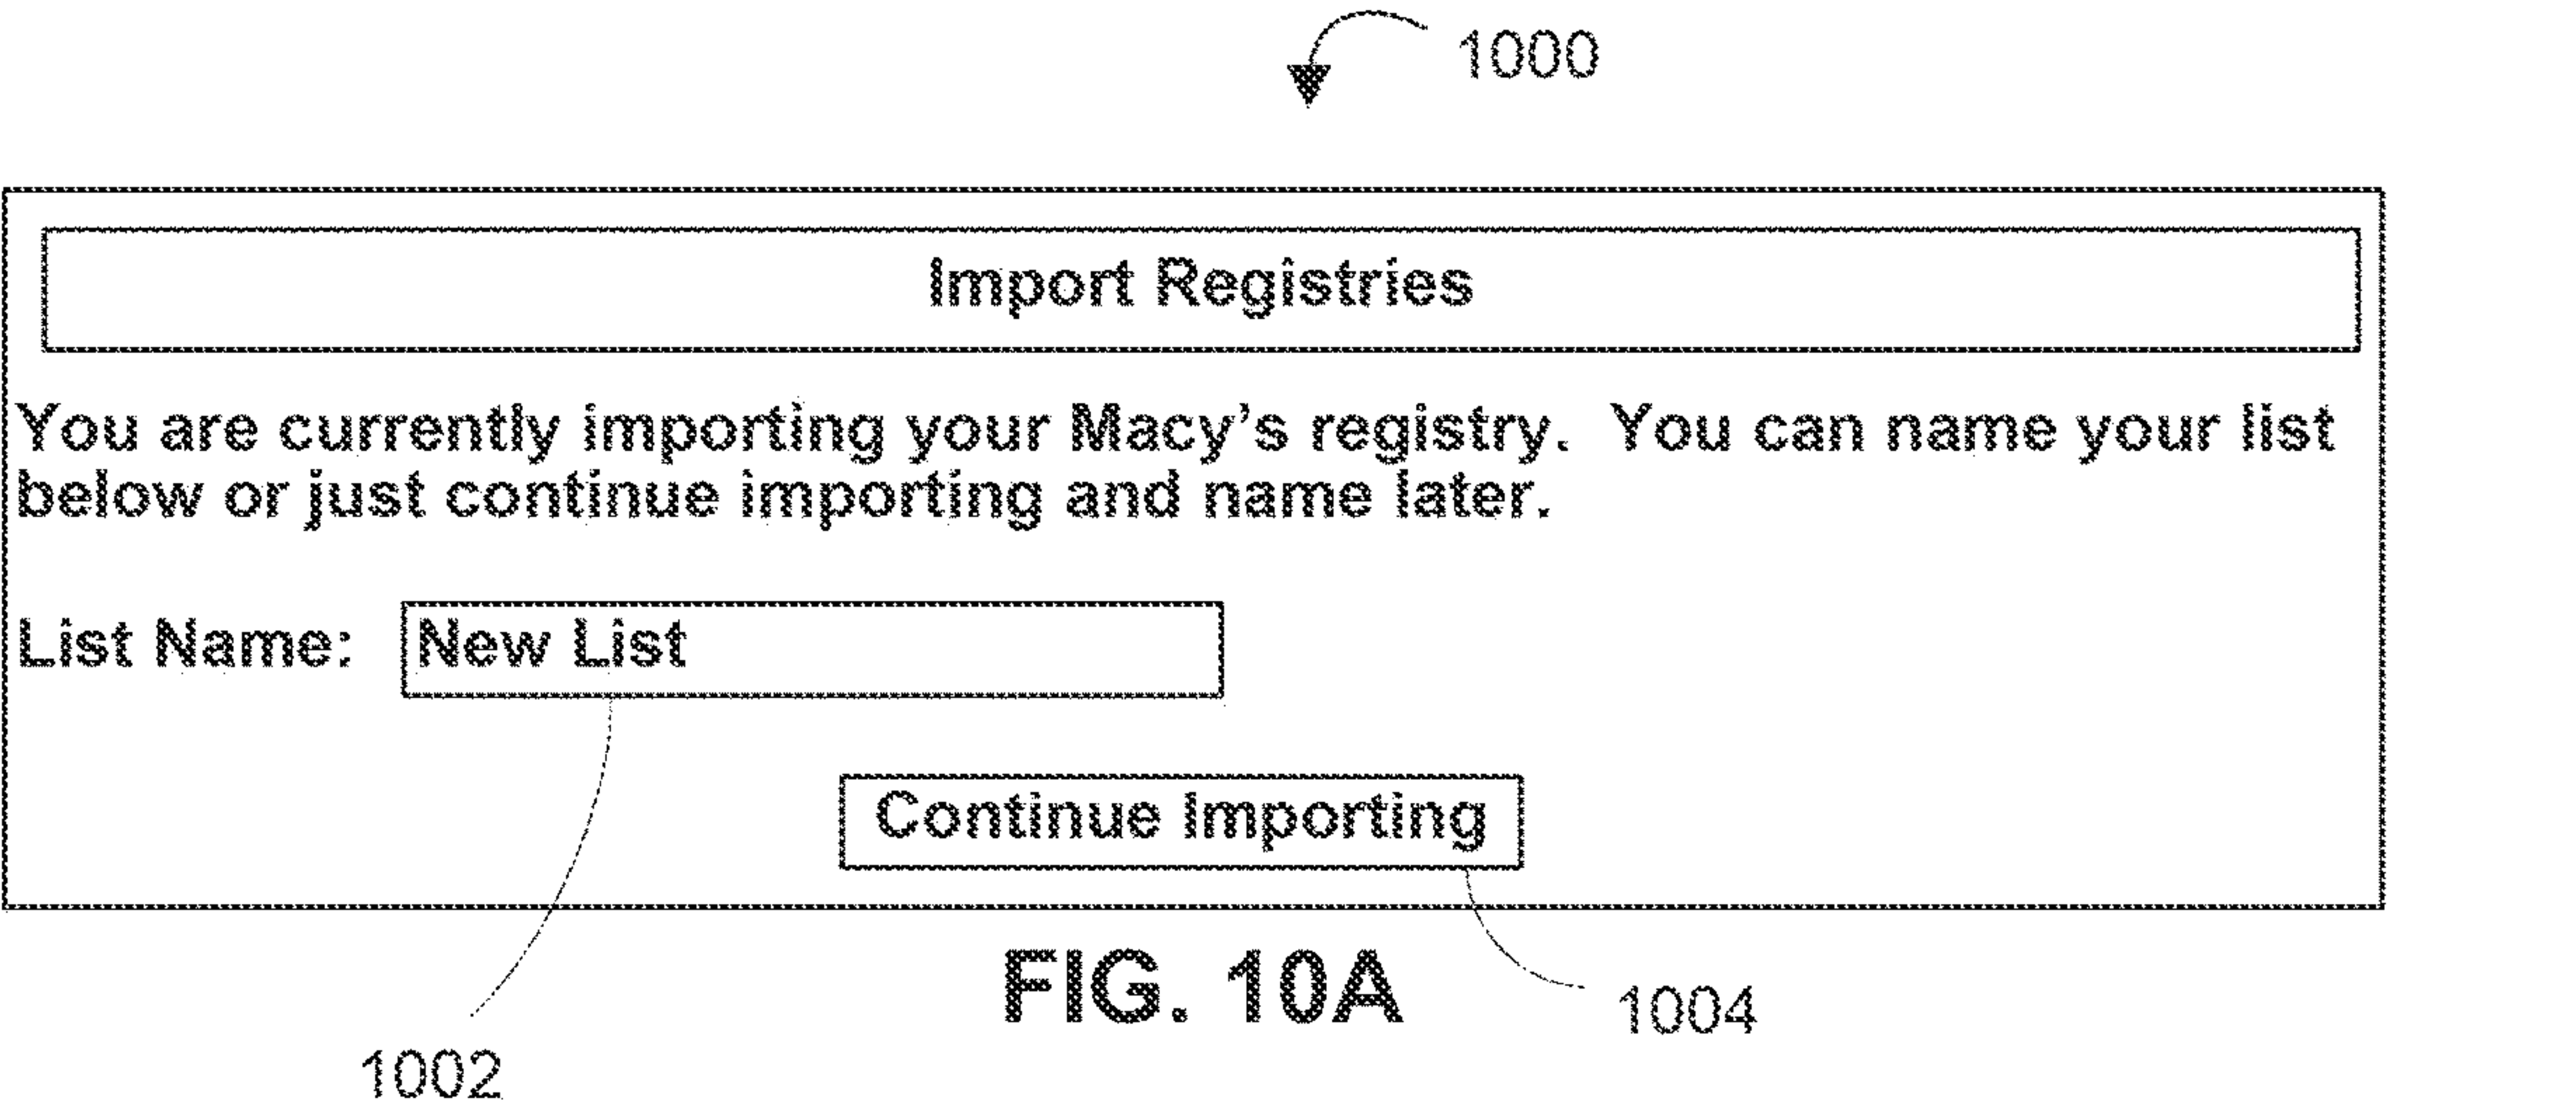 1000
Import Registries
You are currently importing your Macy's registry.  You can name your list
below or just continue importing and name later.
List Name: New List
Continue Importing
FIG. 10A
1004
1002